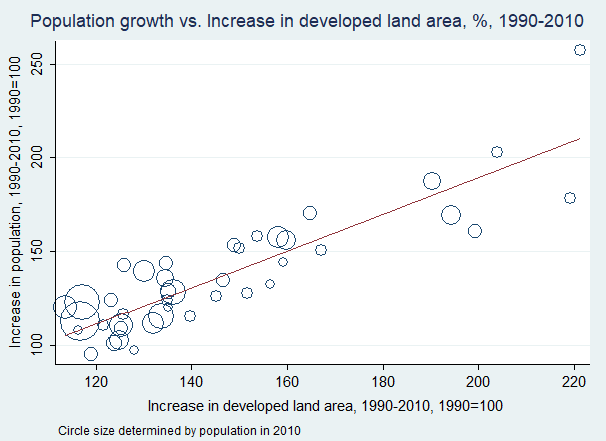 Population growth vs. Increase in developed land area, %, 1990-2010
Increase in population, 1990-2010, 1990=100
250
200
150
100
120 140 160 180 200 220
Increase in developed land area, 1990-2010, 1990=100
Circle size determined by population in 2010